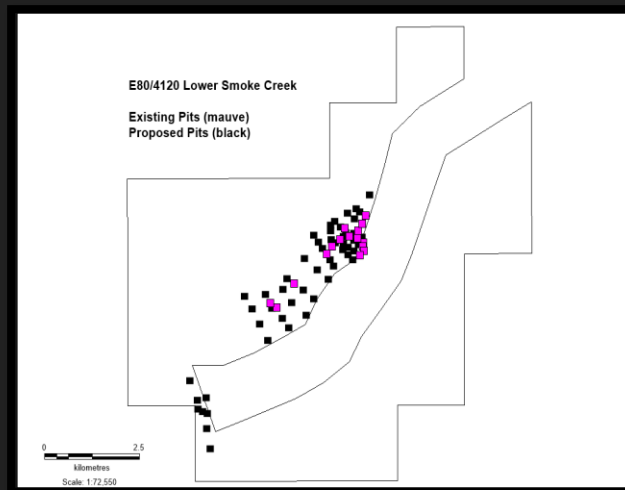 E80/4120 Lower Smoke Creek
Existing Pits (mauve)
Proposed Pits (black)
0 2.5
kilometres
Scale: 1:72,550